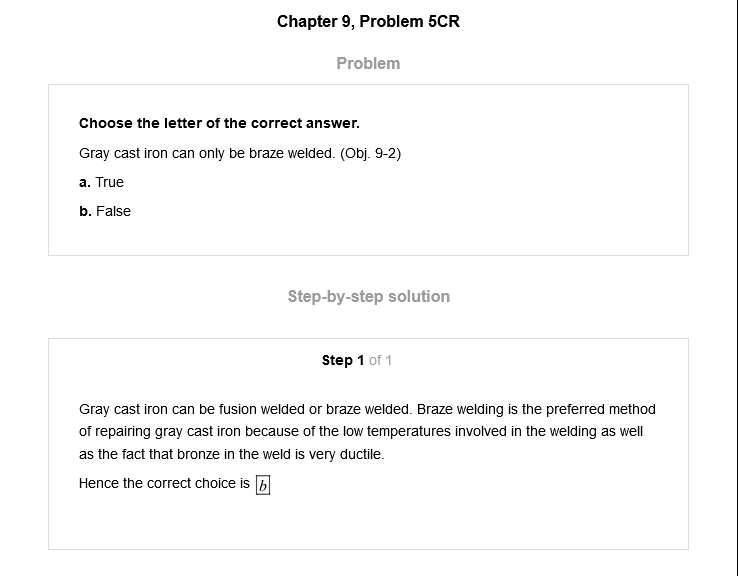 Chapter 9, Problem 5CR
Problem
Choose the letter of the correct answer.
Gray cast iron can only be braze welded. (Obj. 9-2)
a. True
b. False
Step-by-step solution
Step 1 of 1
Gray cast iron can be fusion welded or braze welded. Braze welding is the preferred method
of repairing gray cast iron because of the low temperatures involved in the welding as well
as the fact that bronze in the weld is very ductile.
Hence the correct choice is b